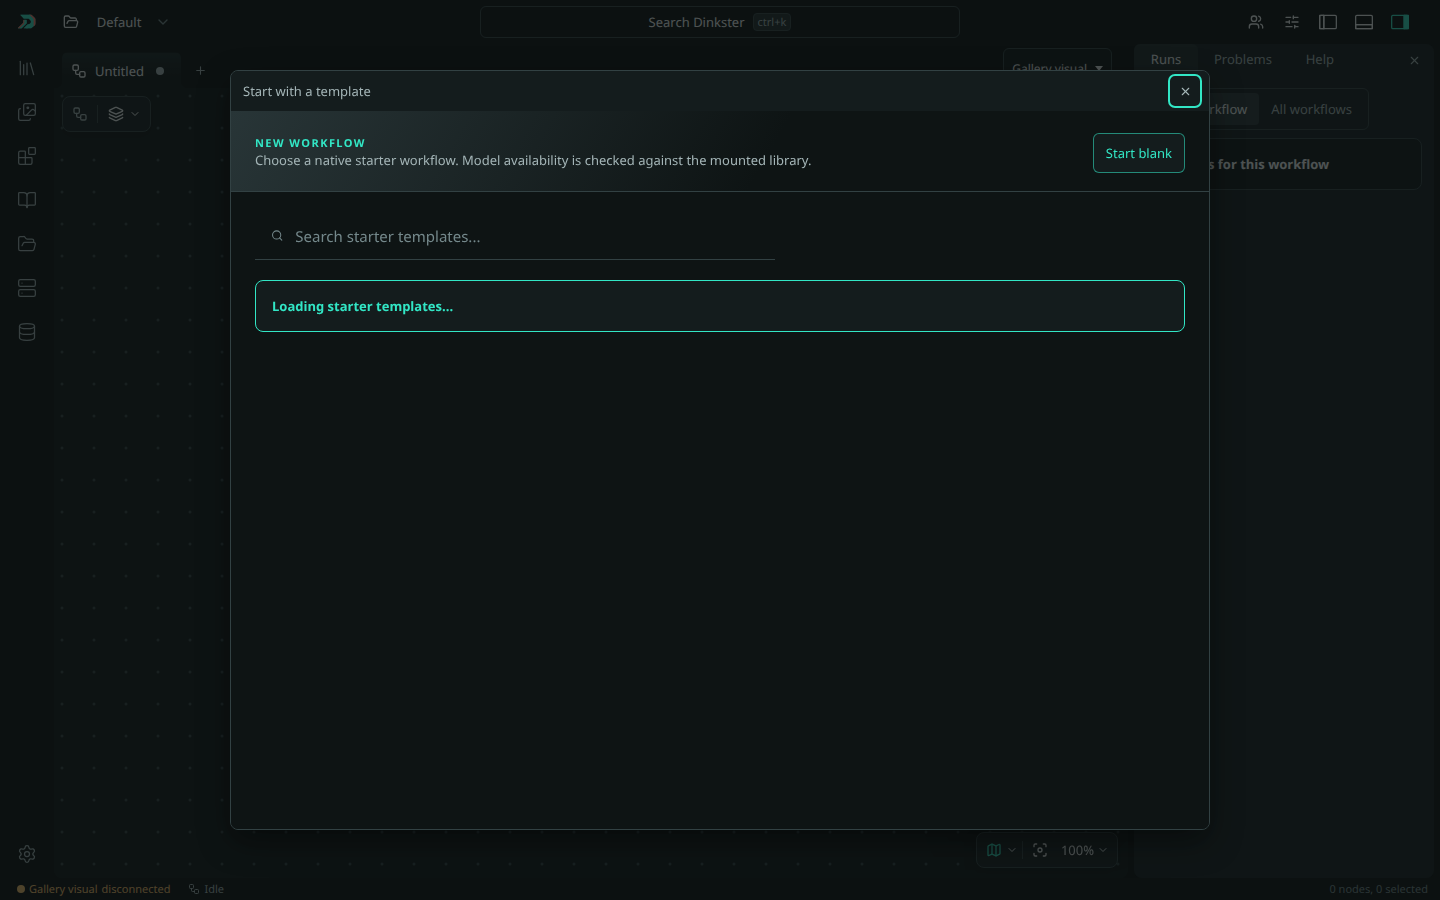 Default
Search Dinkster ctrl+k
Untitled
Gallery visual
Runs
Problems
Help
Start with a template
rkflow
All workflows
NEW WORKFLOW
Choose a native starter workflow. Model availability is checked against the mounted library.
Start blank
s for this workflow
Search starter templates...
Loading starter templates...
100%
Gallery visual disconnected
Idle
0 nodes, 0 selected